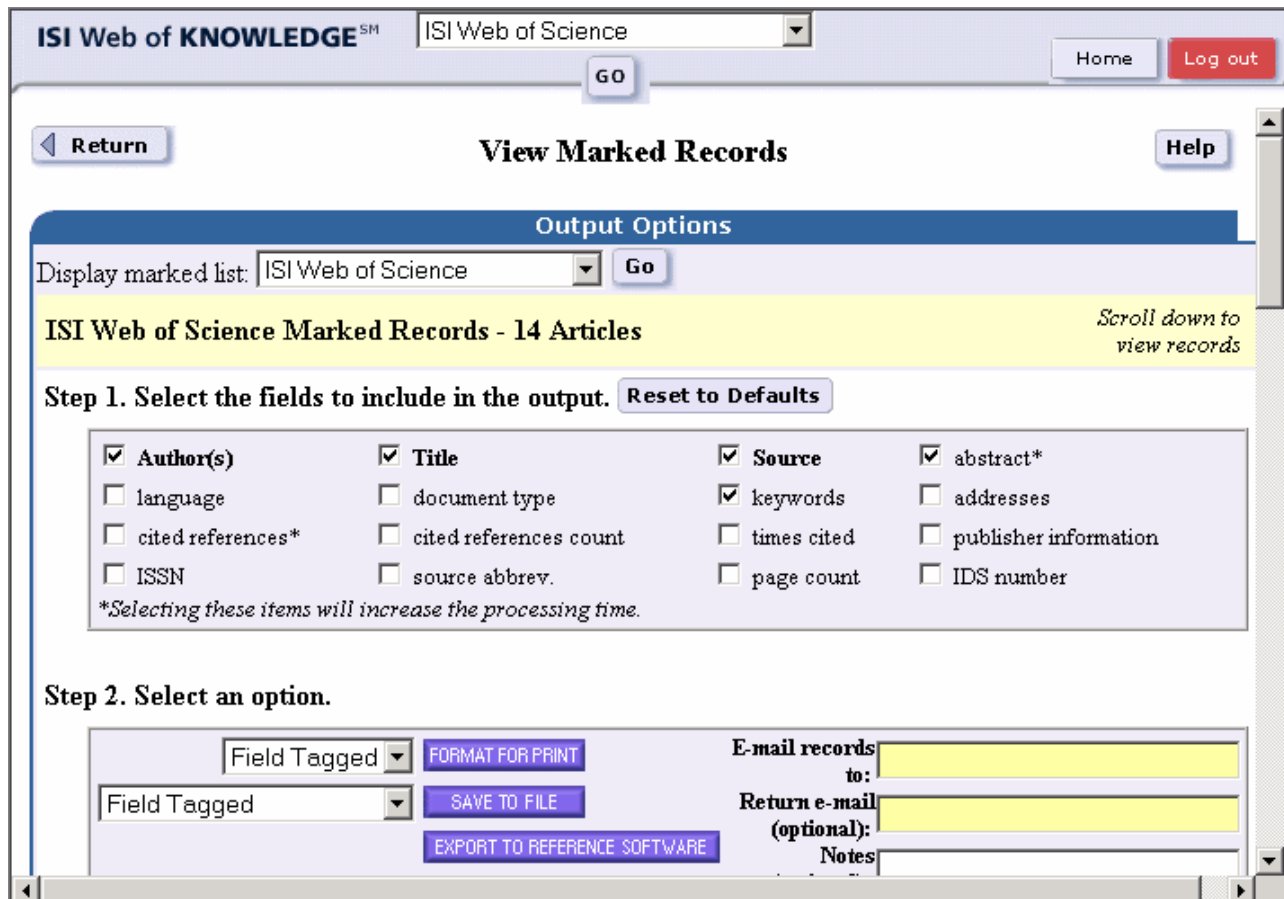 ISI Web of KNOWLEDGE℠ ISI Web of Science
GO
Home Log out
Return View Marked Records Help
Output Options
Display marked list: ISI Web of Science Go
ISI Web of Science Marked Records - 14 Articles Scroll down to
view records
Step 1. Select the fields to include in the output. Reset to Defaults
Author(s) Title Source abstract*
language document type keywords addresses
cited references* cited references count times cited publisher information
ISSN source abbrev. page count IDS number
*Selecting these items will increase the processing time.
Step 2. Select an option.
Field Tagged FORMAT FOR PRINT
Field Tagged SAVE TO FILE
EXPORT TO REFERENCE SOFTWARE
E-mail records
to:
Return e-mail
(optional):
Notes